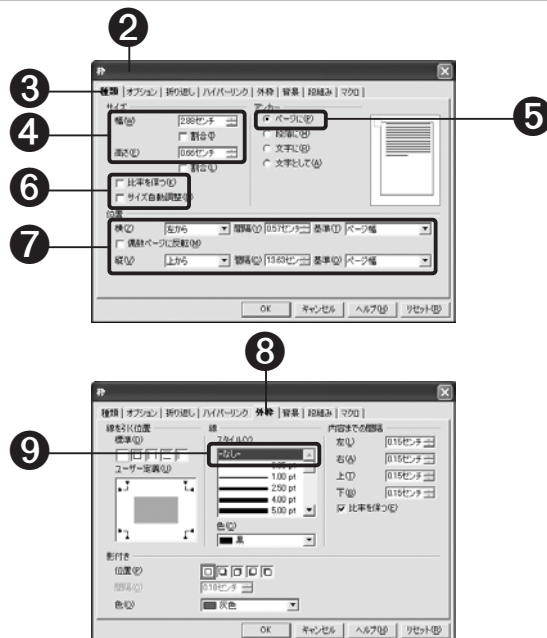 ❷
枠
❸
種類 | オプション | 折り返し | ハイパーリンク | 外枠 | 背景 | 段組み | マクロ |
サイズ
アンカー
❹
幅(W)
2.88センチ
割合(I)
高さ(E)
0.66センチ
割合(L)
❺
ページに(P)
段落に(H)
文字に(R)
文字として(A)
❻
比率を保つ(K)
サイズ自動調整
❼
位置
横(Z) 左から 間隔(Y) 0.57センチ 基準(T) ページ幅
偶数ページに反転(M)
縦(V) 上から 間隔 13.63センチ 基準(O) ページ幅
OK キャンセル ヘルプ(H) リセット(R)
❽
枠
種類 | オプション | 折り返し | ハイパーリンク | 外枠 | 背景 | 段組み | マクロ |
線を引く位置
標準(D)
ユーザー定義(U)
❾
線
スタイル(Y)
-なし-
0.05 pt
1.00 pt
2.50 pt
4.00 pt
5.00 pt
色(C)
黒
内容までの間隔
左(L) 0.15センチ
右(A) 0.15センチ
上(T) 0.15センチ
下(B) 0.15センチ
比率を保つ(E)
影付き
位置(P)
間隔 0.18センチ
色(O) 灰色
OK キャンセル ヘルプ(H) リセット(R)